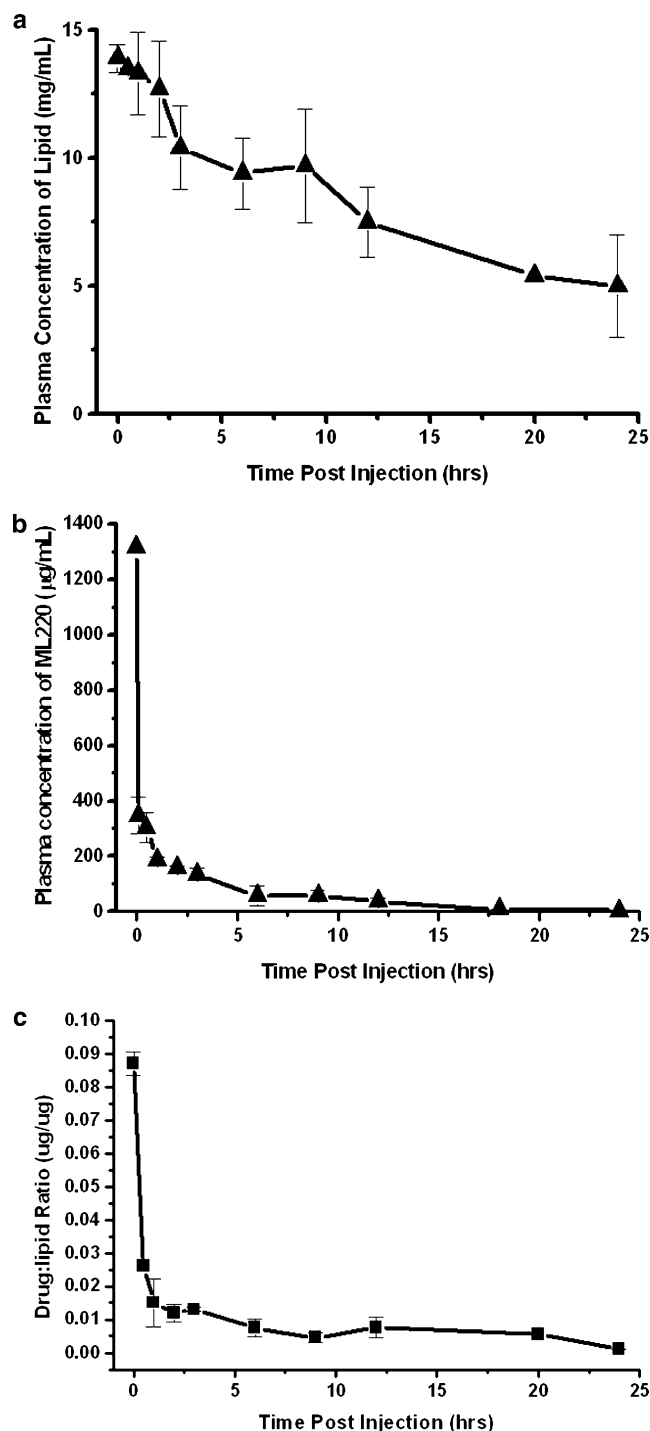 a
Plasma Concentration of Lipid (mg/mL)
15
10
5
0
0 5 10 15 20 25
Time Post Injection (hrs)
b
Plasma concentration of ML220 (µg/mL)
1400
1200
1000
800
600
400
200
0
0 5 10 15 20 25
Time Post Injection (hrs)
c
Drug:lipid Ratio (ug/ug)
0.10
0.09
0.08
0.07
0.06
0.05
0.04
0.03
0.02
0.01
0.00
0 5 10 15 20 25
Time Post Injection (hrs)